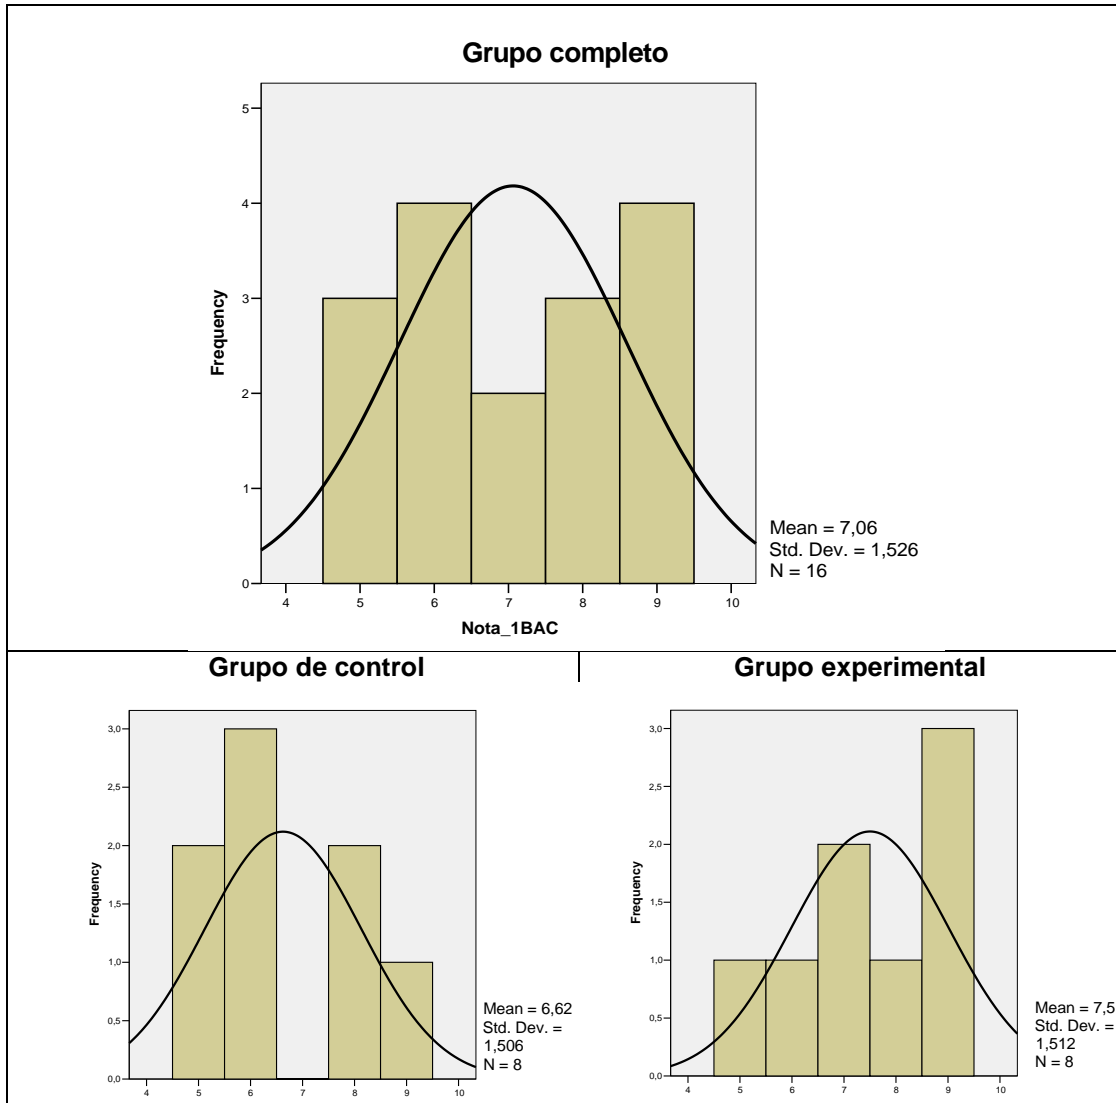 Grupo completo
5
4
3
2
1
0
Frequency
4 5 6 7 8 9 10
Nota_1BAC
Mean = 7,06
Std. Dev. = 1,526
N = 16
Grupo de control
3,0
2,5
2,0
1,5
1,0
0,5
0,0
Frequency
4 5 6 7 8 9 10
Mean = 6,62
Std. Dev. =
1,506
N = 8
Grupo experimental
3,0
2,5
2,0
1,5
1,0
0,5
0,0
Frequency
4 5 6 7 8 9 10
Mean = 7,5
Std. Dev. =
1,512
N = 8